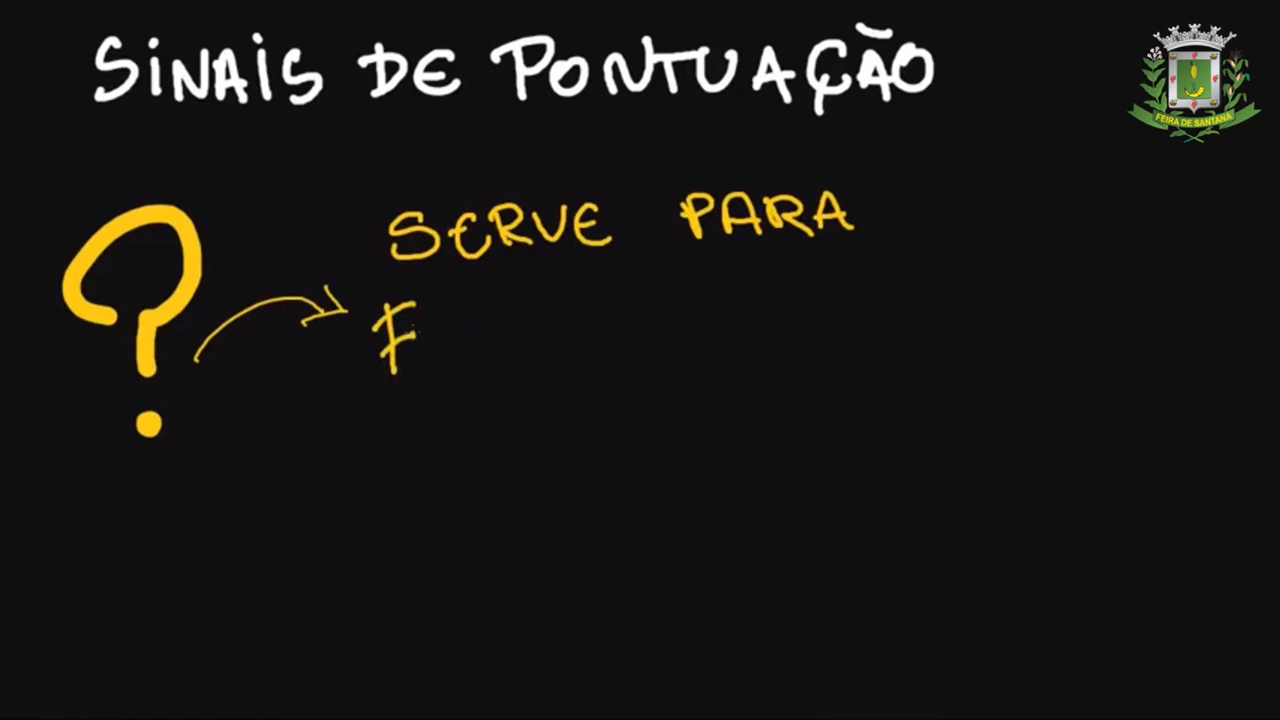 SINAIS DE PONTUAÇÃO
FEIRA DE SANTANA
?
SERVE PARA
F